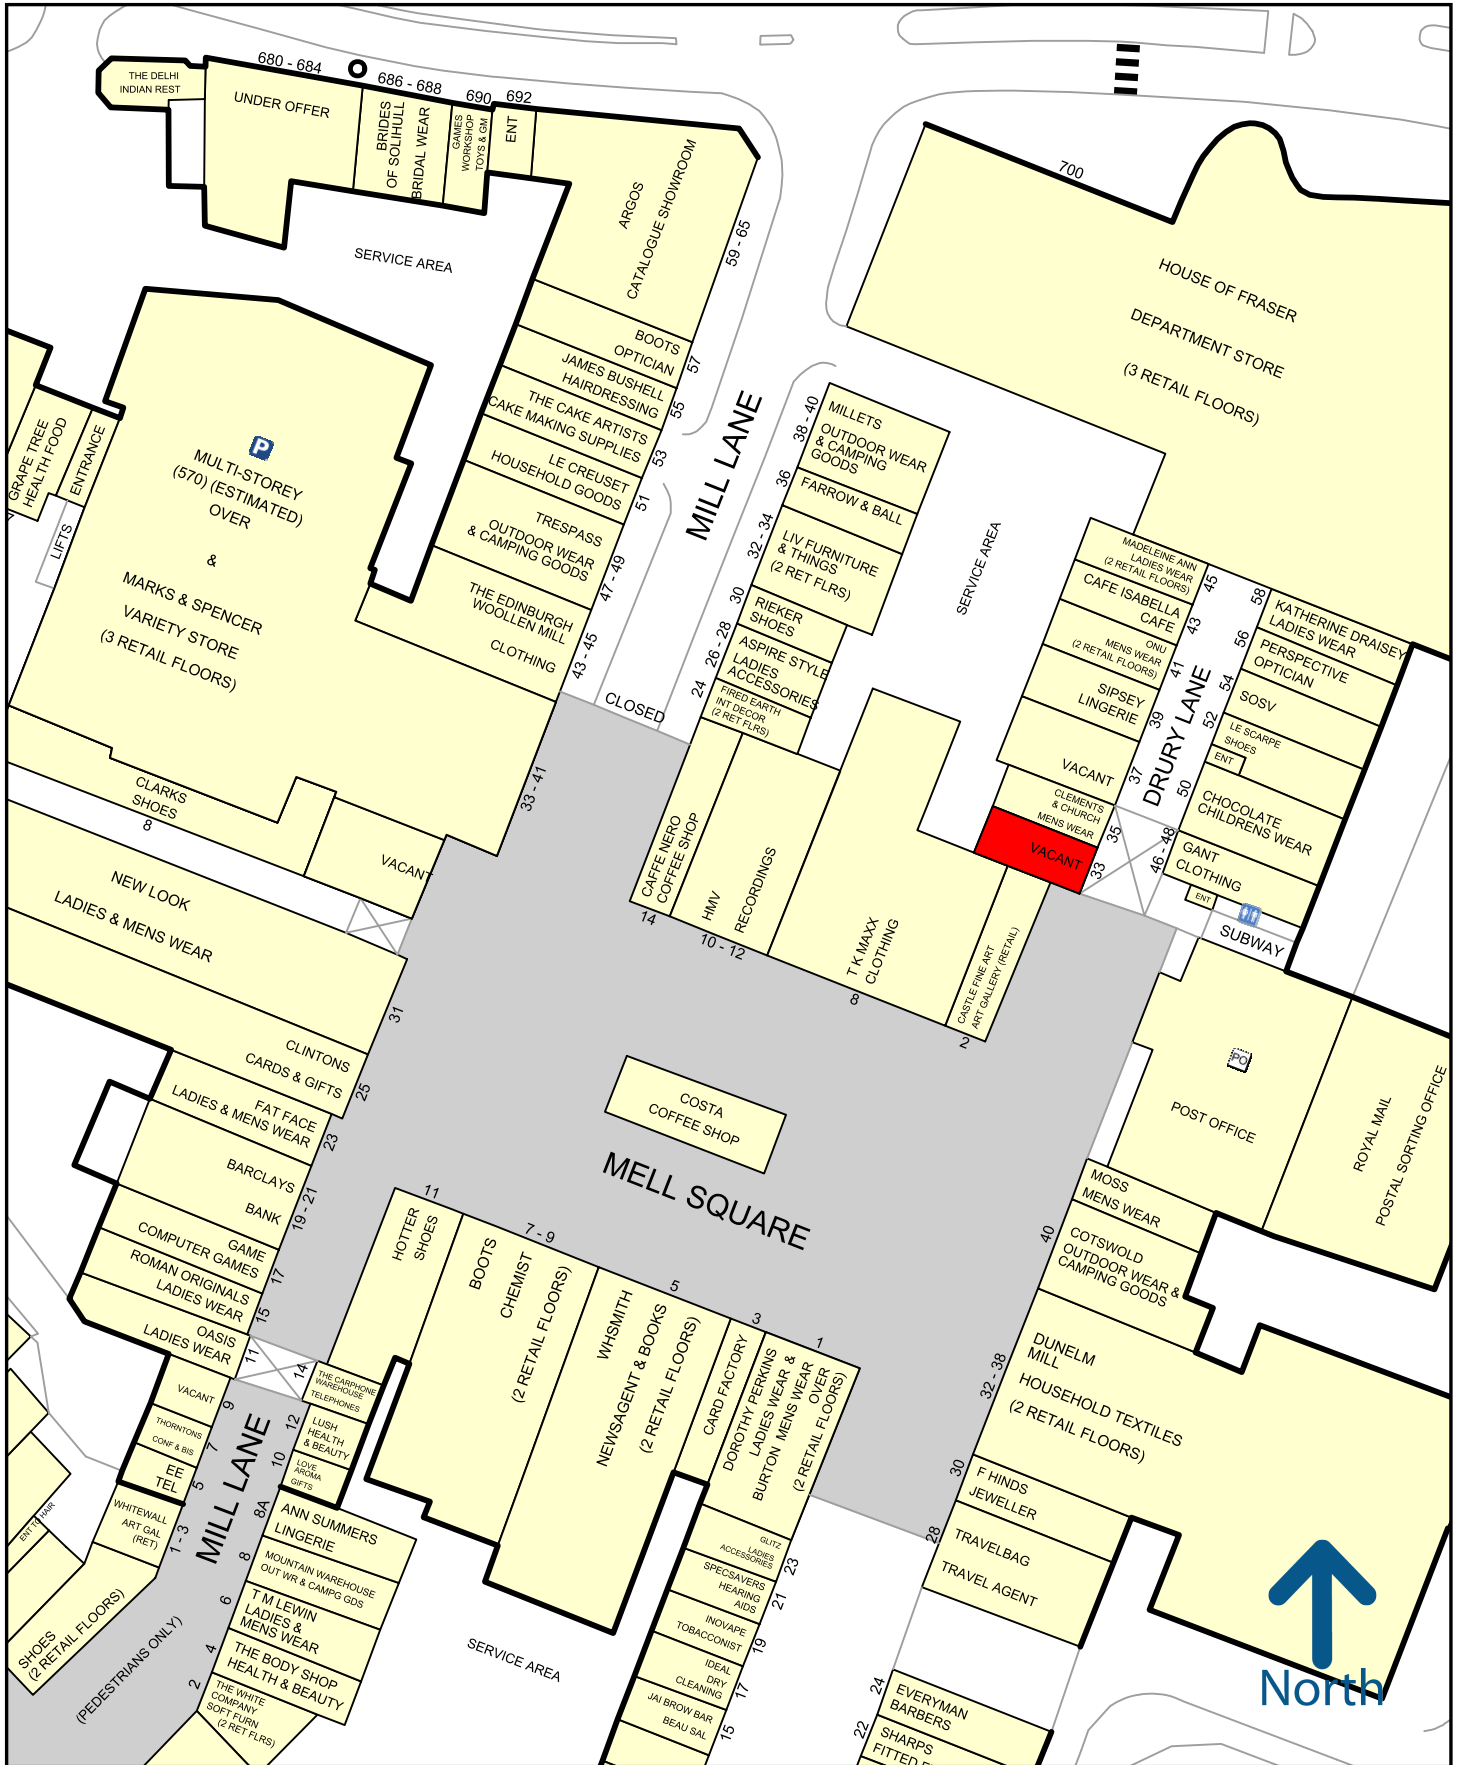 THE DELHI
INDIAN REST
680 - 684
UNDER OFFER
686 - 688
BRIDES
OF SOLIHULL
BRIDAL WEAR
690
GAMES
WORKSHOP
TOYS & GM
692
ENT
ARGOS
CATALOGUE SHOWROOM
59 - 65
SERVICE AREA
700
HOUSE OF FRASER
DEPARTMENT STORE
(3 RETAIL FLOORS)
BOOTS
OPTICIAN
57
JAMES BUSHELL
HAIRDRESSING
55
THE CAKE ARTISTS
CAKE MAKING SUPPLIES
53
LE CREUSET
HOUSEHOLD GOODS
51
TRESPASS
OUTDOOR WEAR
& CAMPING GOODS
47 - 49
THE EDINBURGH
WOOLLEN MILL
CLOTHING
43 - 45
MILL LANE
CLOSED
GRAPE TREE
HEALTH FOOD
ENTRANCE
LIFTS
P
MULTI-STOREY
(570) (ESTIMATED)
OVER
&
MARKS & SPENCER
VARIETY STORE
(3 RETAIL FLOORS)
33 - 41
CLARKS
SHOES
8
VACANT
38 - 40
MILLETS
OUTDOOR WEAR
& CAMPING
GOODS
36
FARROW & BALL
32 - 34
LIV FURNITURE
& THINGS
(2 RET FLRS)
30
RIEKER
SHOES
26 - 28
ASPIRE STYLE
LADIES
ACCESSORIES
24
FIRED EARTH
INT DECOR
(2 RET FLRS)
SERVICE AREA
CAFFE NERO
COFFEE SHOP
14
HMV
RECORDINGS
10 - 12
T K MAXX
CLOTHING
8
CASTLE FINE ART
ART GALLERY (RETAIL)
2
MADELEINE ANN
LADIES WEAR
(2 RETAIL FLOORS)
45
CAFE ISABELLA
CAFE
43
ONU
MENS WEAR
(2 RETAIL FLOORS)
41
SIPSEY
LINGERIE
39
VACANT
37
CLEMENTS
& CHURCH
MENS WEAR
35
VACANT
33
DRURY LANE
58
KATHERINE DRAISEY
LADIES WEAR
56
PERSPECTIVE
OPTICIAN
54
SOSV
52
LE SCARPE
SHOES
ENT
50
CHOCOLATE
CHILDRENS WEAR
46 - 48
GANT
CLOTHING
ENT
SUBWAY
PO
POST OFFICE
ROYAL MAIL
POSTAL SORTING OFFICE
NEW LOOK
LADIES & MENS WEAR
31
CLINTONS
CARDS & GIFTS
25
FAT FACE
LADIES & MENS WEAR
23
BARCLAYS
BANK
19 - 21
GAME
COMPUTER GAMES
17
ROMAN ORIGINALS
LADIES WEAR
15
OASIS
LADIES WEAR
11
COSTA
COFFEE SHOP
MELL SQUARE
11
HOTTER
SHOES
7 - 9
BOOTS
CHEMIST
(2 RETAIL FLOORS)
5
WHSMITH
NEWSAGENT & BOOKS
(2 RETAIL FLOORS)
3
CARD FACTORY
1
DOROTHY PERKINS
LADIES WEAR &
BURTON MENS WEAR
OVER
(2 RETAIL FLOORS)
MOSS
MENS WEAR
40
COTSWOLD
OUTDOOR WEAR &
CAMPING GOODS
32 - 38
DUNELM
MILL
HOUSEHOLD TEXTILES
(2 RETAIL FLOORS)
30
F HINDS
JEWELLER
28
TRAVELBAG
TRAVEL AGENT
24
EVERYMAN
BARBERS
22
SHARPS
VACANT
9
THORNTONS
CONF & BIS
7
EE
TEL
5
WHITEWALL
ART GAL
(RET)
1 - 3
SHOES
(2 RETAIL FLOORS)
MILL LANE
(PEDESTRIANS ONLY)
14
THE CARPHONE
WAREHOUSE
TELEPHONES
12
LUSH
HEALTH
& BEAUTY
10
LOVE
AROMA
GIFTS
8A
ANN SUMMERS
LINGERIE
8
MOUNTAIN WAREHOUSE
OUT WR & CAMPG GDS
6
T M LEWIN
LADIES &
MENS WEAR
4
THE BODY SHOP
HEALTH & BEAUTY
2
THE WHITE
COMPANY
SOFT FURN
(2 RET FLRS)
SERVICE AREA
GLITZ
LADIES
ACCESSORIES
23
SPECSAVERS
HEARING
AIDS
21
INOVAPE
TOBACCONIST
19
IDEAL
DRY
CLEANING
17
JAI BROW BAR
BEAU SAL
15
North